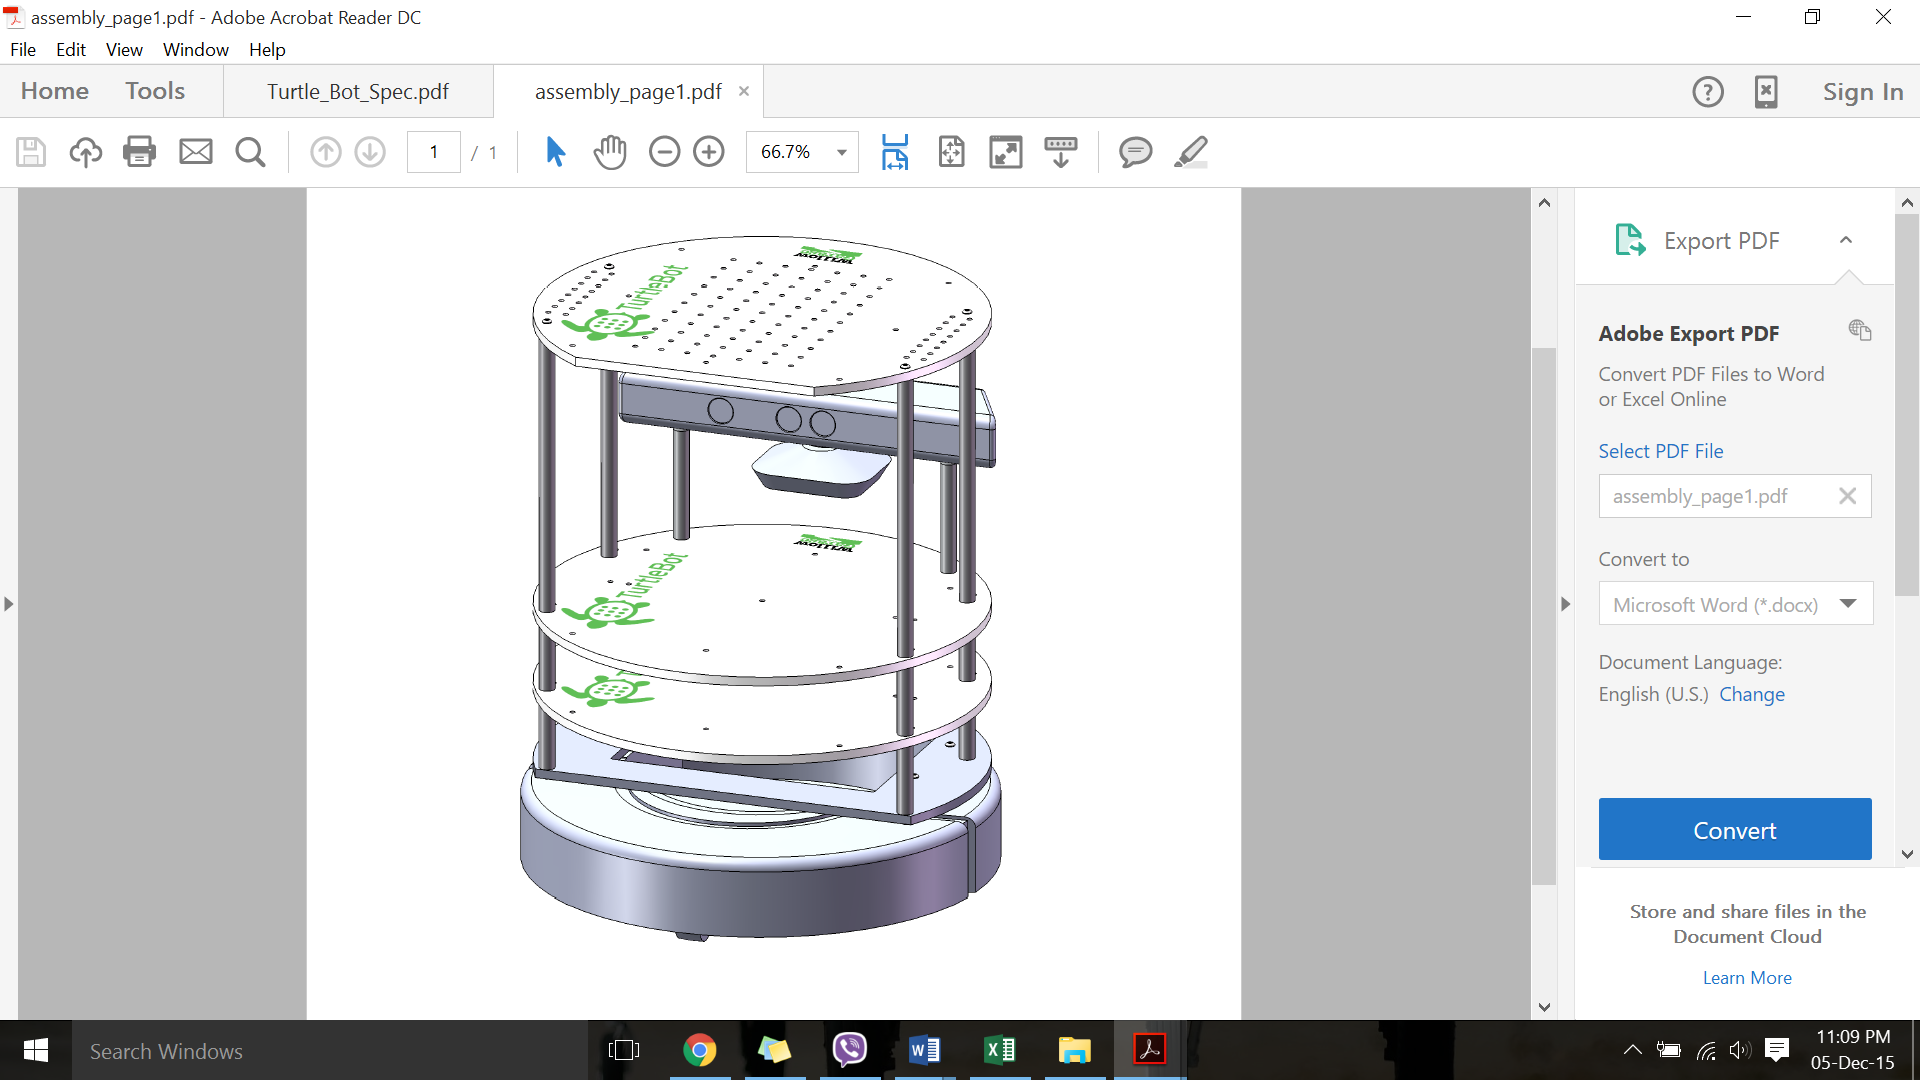 assembly_page1.pdf - Adobe Acrobat Reader DC
File Edit View Window Help
Home Tools Turtle_Bot_Spec.pdf assembly_page1.pdf × ? Sign In
1 / 1 66.7%
Willow
TurtleBot
Willow
TurtleBot
Export PDF
Adobe Export PDF
Convert PDF Files to Word
or Excel Online
Select PDF File
assembly_page1.pdf
Convert to
Microsoft Word (*.docx)
Document Language:
English (U.S.) Change
Convert
Store and share files in the
Document Cloud
Learn More
Search Windows
11:09 PM
05-Dec-15